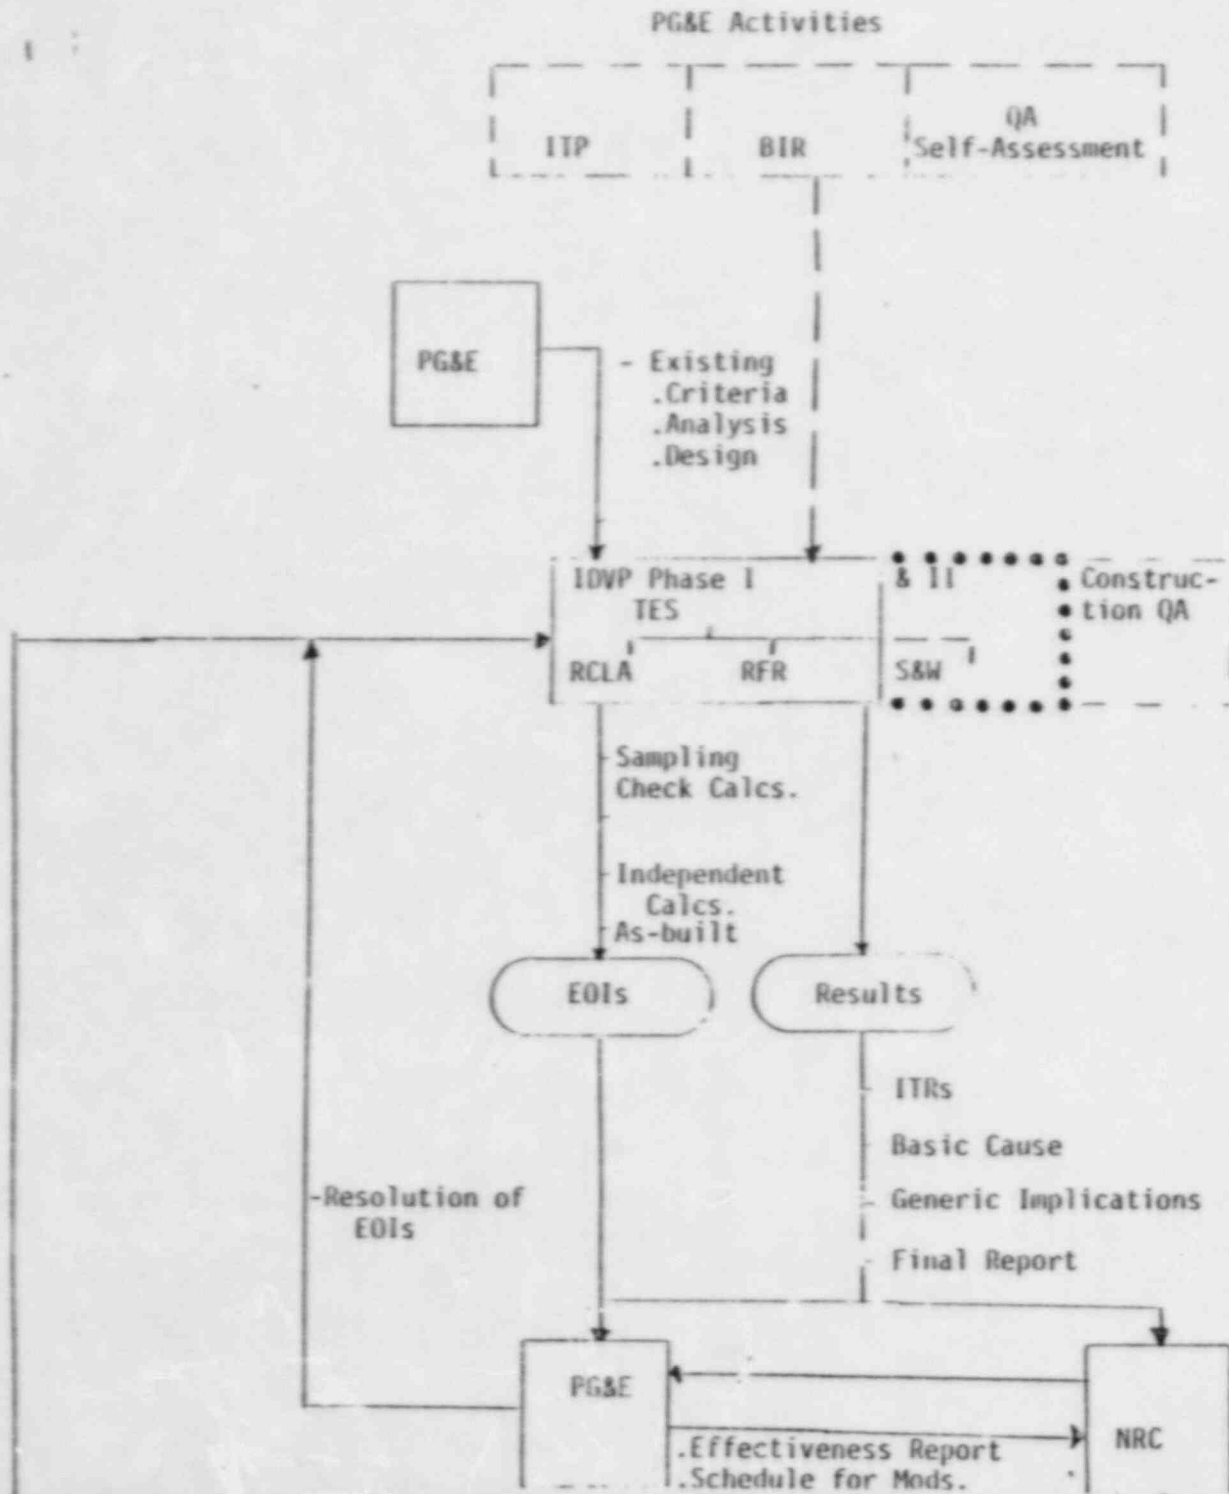 PG&E Activities
ITP
BIR
QA
Self-Assessment
PG&E
- Existing
.Criteria
.Analysis
.Design
IDVP Phase I
TES
& II
Construc-
tion QA
RCLA
RFR
S&W
Sampling
Check Calcs.
Independent
Calcs.
As-built
EOIs
Results
ITRs
Basic Cause
Generic Implications
Final Report
-Resolution of
EOIs
PG&E
NRC
.Effectiveness Report
.Schedule for Mods.